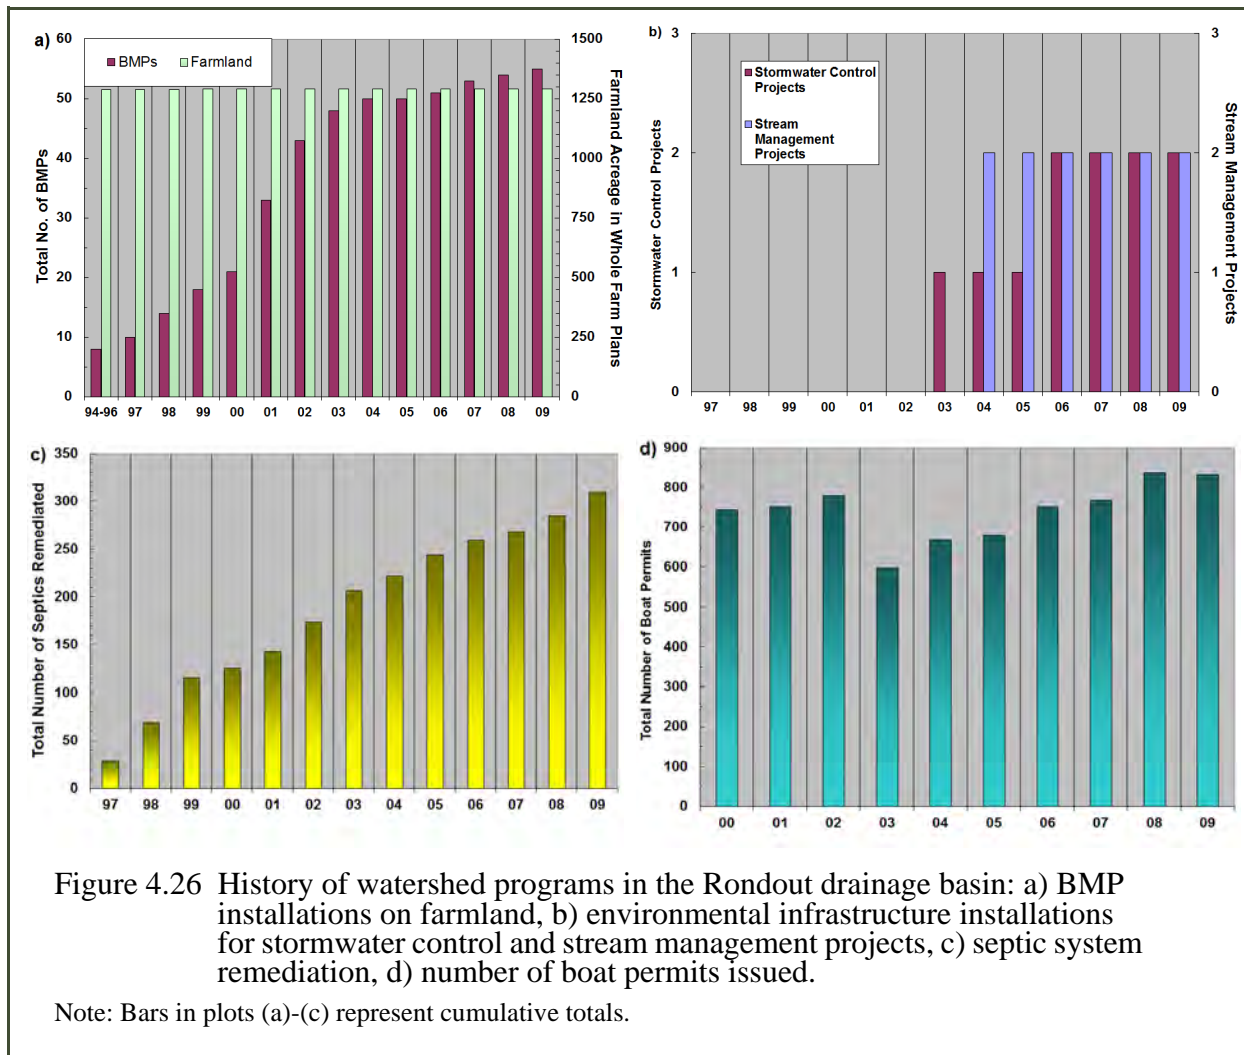 a)
60
50
40
30
20
10
0
Total No. of BMPs
BMPs
Farmland
1500
1250
1000
750
500
250
0
Farmland Acreage in Whole Farm Plans
94-96 97 98 99 00 01 02 03 04 05 06 07 08 09
b)
3
2
1
0
Stormwater Control Projects
Stormwater Control
Projects
Stream
Management
Projects
3
2
1
0
Stream Management Projects
97 98 99 00 01 02 03 04 05 06 07 08 09
c)
350
300
250
200
150
100
50
0
Total Number of Septics Remediated
97 98 99 00 01 02 03 04 05 06 07 08 09
d)
900
800
700
600
500
400
300
200
100
0
Total Number of Boat Permits
00 01 02 03 04 05 06 07 08 09
Figure 4.26 History of watershed programs in the Rondout drainage basin: a) BMP
installations on farmland, b) environmental infrastructure installations
for stormwater control and stream management projects, c) septic system
remediation, d) number of boat permits issued.
Note: Bars in plots (a)-(c) represent cumulative totals.